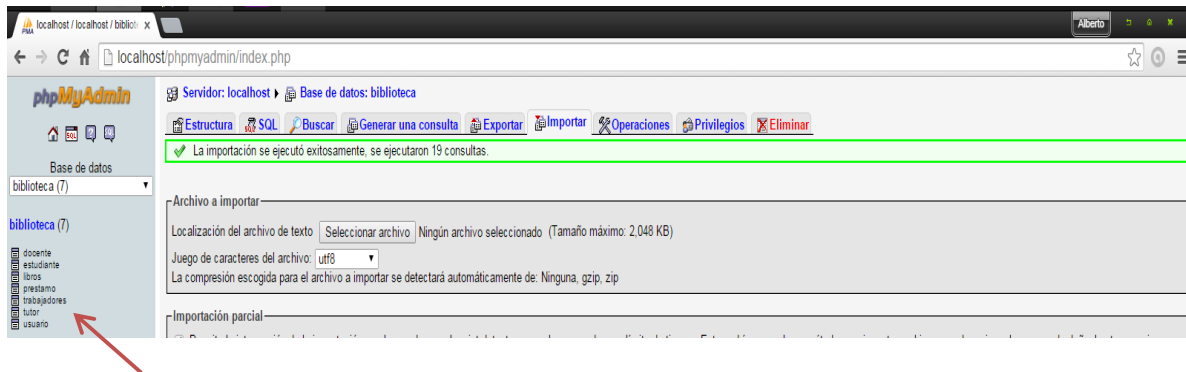 localhost / localhost / bibliot x
Alberto
localhost/phpmyadmin/index.php
phpMyAdmin
Servidor: localhost ▸ Base de datos: biblioteca
Estructura SQL Buscar Generar una consulta Exportar Importar Operaciones Privilegios Eliminar
La importación se ejecutó exitosamente, se ejecutaron 19 consultas.
Base de datos
biblioteca (7)
biblioteca (7)
docente
estudiante
libros
prestamo
trabajadores
tutor
usuario
Archivo a importar
Localización del archivo de texto Seleccionar archivo Ningún archivo seleccionado (Tamaño máximo: 2,048 KB)
Juego de caracteres del archivo: utf8
La compresión escogida para el archivo a importar se detectará automáticamente de: Ninguna, gzip, zip
Importación parcial